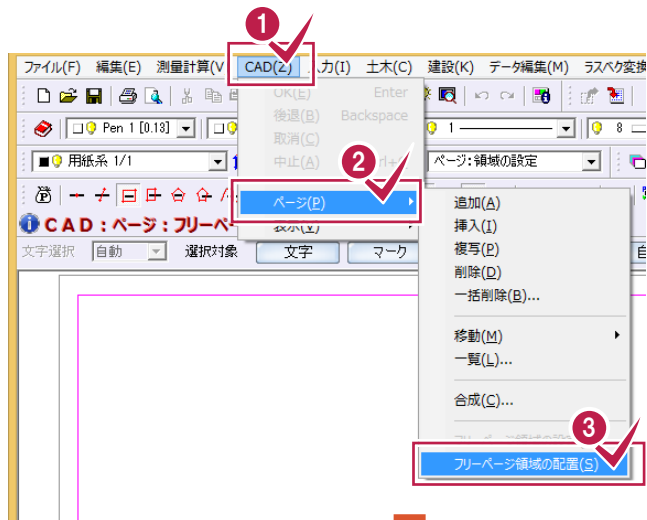 1
ファイル(F) 編集(E) 測量計算(V CAD(Z) 入力(I) 土木(C) 建設(K) データ編集(M) ラスベク変換
OK(E) Enter
Pen 1 [0.13] 後退(B) Backspace 1 8
取消(C)
用紙系 1/1 中止(A) 2 ページ:領域の設定
ページ(P) 追加(A)
CAD:ページ:フリーペ 表示(V) 挿入(I)
文字選択 自動 選択対象 文字 マーク 複写(P)
削除(D)
一括削除(B)...
移動(M)
一覧(L)...
合成(C)...
3
フリーページ領域の配置(S)